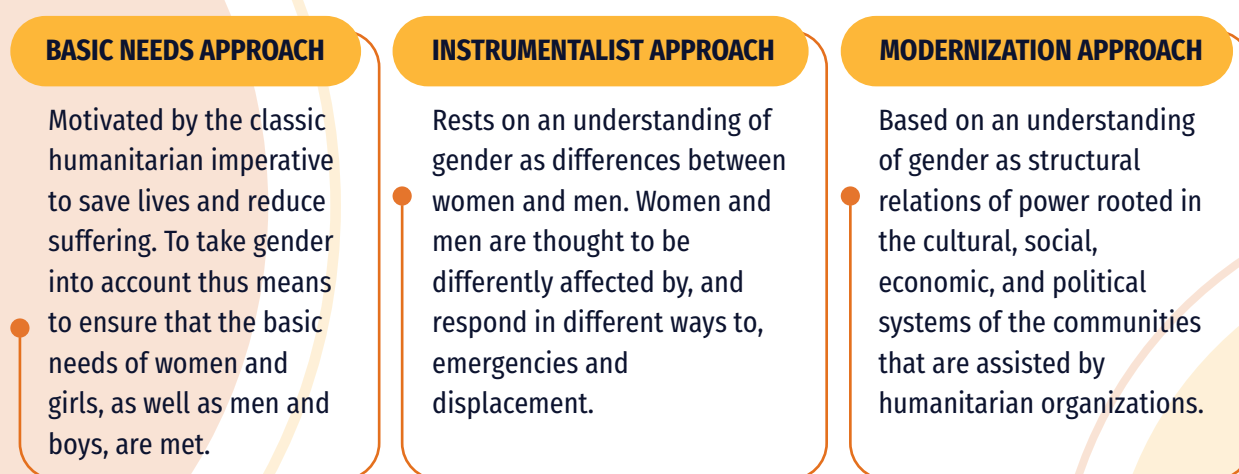 BASIC NEEDS APPROACH
Motivated by the classic
humanitarian imperative
to save lives and reduce
suffering. To take gender
into account thus means
to ensure that the basic
needs of women and
girls, as well as men and
boys, are met.
INSTRUMENTALIST APPROACH
Rests on an understanding of
gender as differences between
women and men. Women and
men are thought to be
differently affected by, and
respond in different ways to,
emergencies and
displacement.
MODERNIZATION APPROACH
Based on an understanding
of gender as structural
relations of power rooted in
the cultural, social,
economic, and political
systems of the communities
that are assisted by
humanitarian organizations.